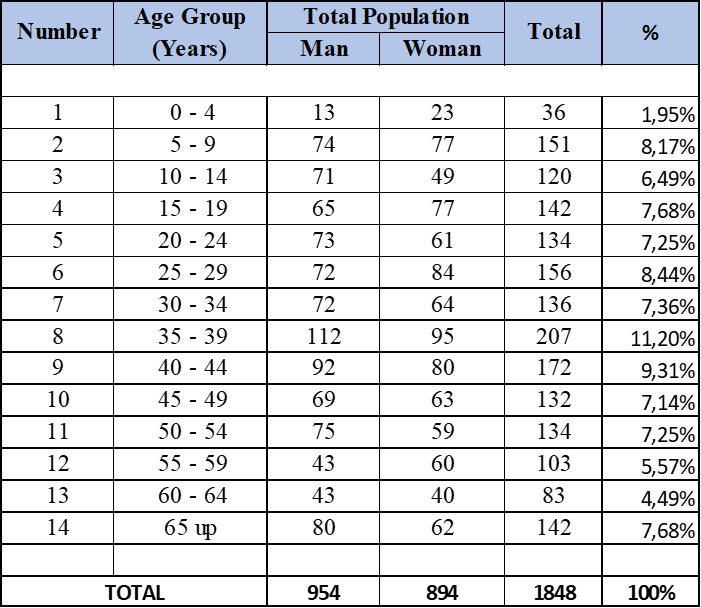 Number Age Group (Years) Total Population Total %
Man Woman
1 0 - 4 13 23 36 1,95%
2 5 - 9 74 77 151 8,17%
3 10 - 14 71 49 120 6,49%
4 15 - 19 65 77 142 7,68%
5 20 - 24 73 61 134 7,25%
6 25 - 29 72 84 156 8,44%
7 30 - 34 72 64 136 7,36%
8 35 - 39 112 95 207 11,20%
9 40 - 44 92 80 172 9,31%
10 45 - 49 69 63 132 7,14%
11 50 - 54 75 59 134 7,25%
12 55 - 59 43 60 103 5,57%
13 60 - 64 43 40 83 4,49%
14 65 up 80 62 142 7,68%
TOTAL 954 894 1848 100%